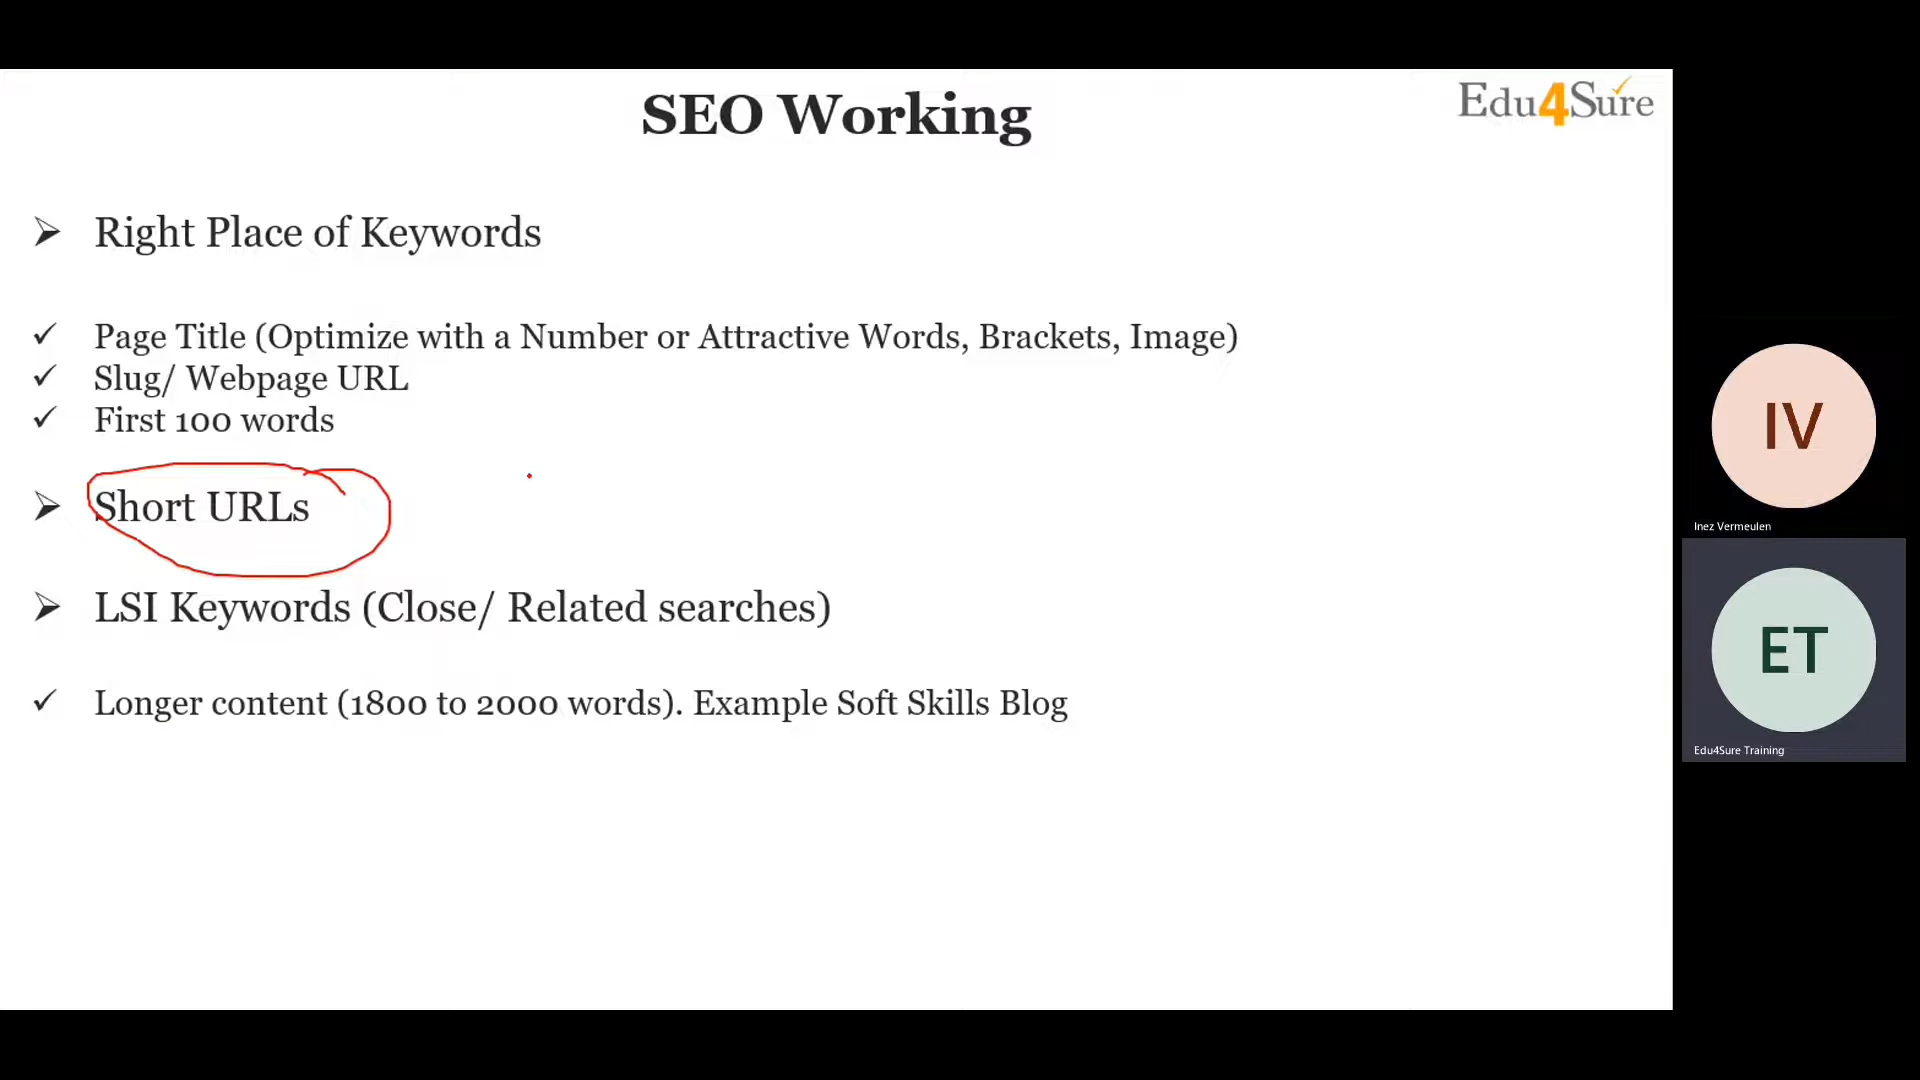 SEO Working
Edu4Sure
Right Place of Keywords
Page Title (Optimize with a Number or Attractive Words, Brackets, Image)
Slug/ Webpage URL
First 100 words
Short URLs
LSI Keywords (Close/ Related searches)
Longer content (1800 to 2000 words). Example Soft Skills Blog
IV
Inez Vermeulen
ET
Edu4Sure Training